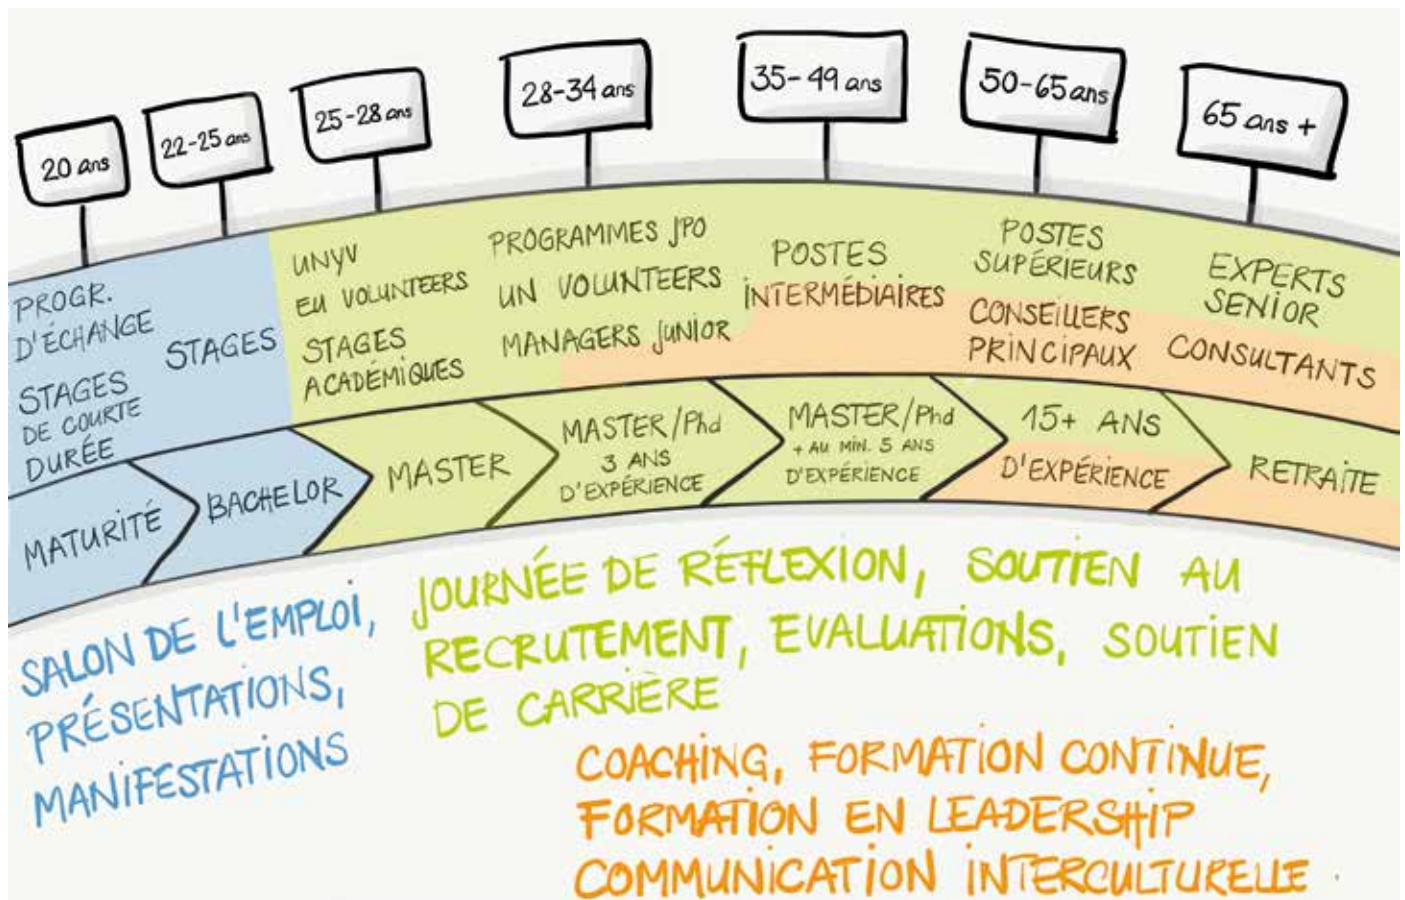 20 ans
22-25 ans
25-28 ans
28-34 ans
35-49 ans
50-65 ans
65 ans +
PROGR.
D'ÉCHANGE
STAGES
DE COURTE
DURÉE
STAGES
UNYV
EU VOLUNTEERS
STAGES
ACADÉMIQUES
PROGRAMMES JPO
UN VOLUNTEERS
MANAGERS JUNIOR
POSTES
INTERMÉDIAIRES
POSTES
SUPÉRIEURS
CONSEILLERS
PRINCIPAUX
EXPERTS
SENIOR
CONSULTANTS
MATURITÉ
BACHELOR
MASTER
MASTER/Phd
3 ANS
D'EXPÉRIENCE
MASTER/Phd
+ AU MIN. 5 ANS
D'EXPÉRIENCE
15+ ANS
D'EXPÉRIENCE
RETRAITE
SALON DE L'EMPLOI,
PRÉSENTATIONS,
MANIFESTATIONS
JOURNÉE DE RÉFLEXION, SOUTIEN AU
RECRUTEMENT, EVALUATIONS, SOUTIEN
DE CARRIÈRE
COACHING, FORMATION CONTINUE,
FORMATION EN LEADERSHIP
COMMUNICATION INTERCULTURELLE.